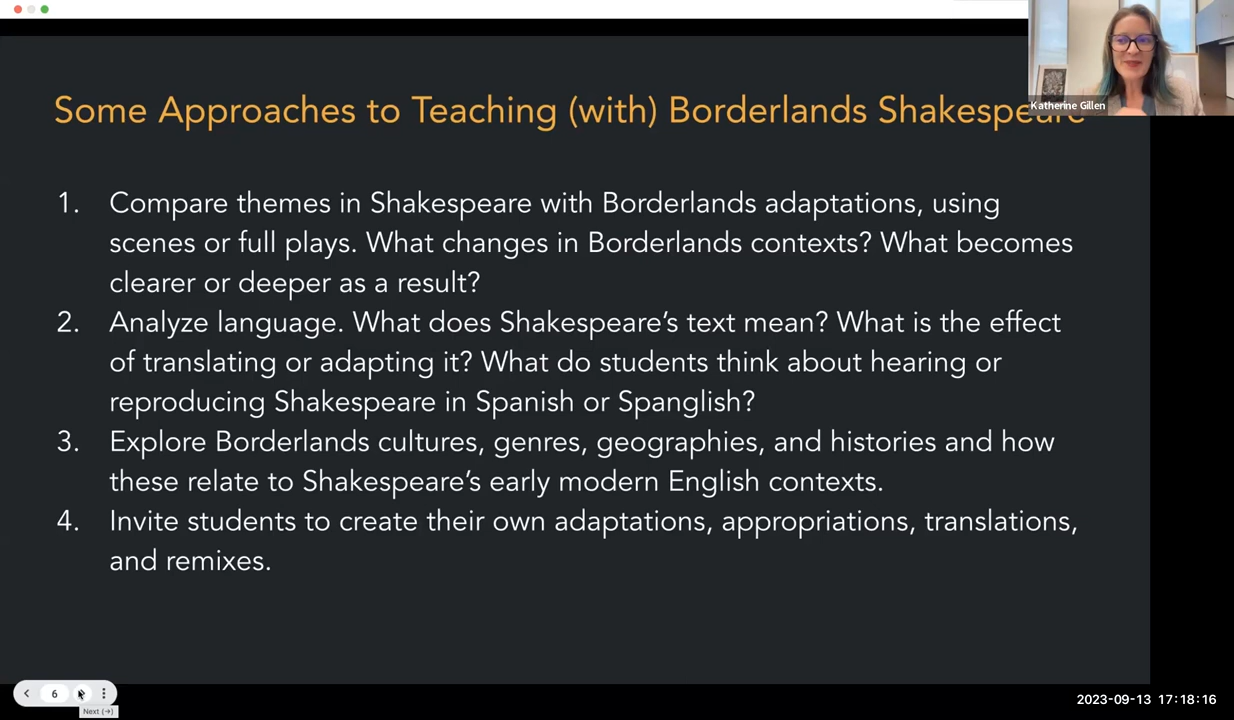 Katherine Gillen
Some Approaches to Teaching (with) Borderlands Shakespeare
1. Compare themes in Shakespeare with Borderlands adaptations, using
scenes or full plays. What changes in Borderlands contexts? What becomes
clearer or deeper as a result?
2. Analyze language. What does Shakespeare’s text mean? What is the effect
of translating or adapting it? What do students think about hearing or
reproducing Shakespeare in Spanish or Spanglish?
3. Explore Borderlands cultures, genres, geographies, and histories and how
these relate to Shakespeare’s early modern English contexts.
4. Invite students to create their own adaptations, appropriations, translations,
and remixes.
6
Next (→)
2023-09-13 17:18:16